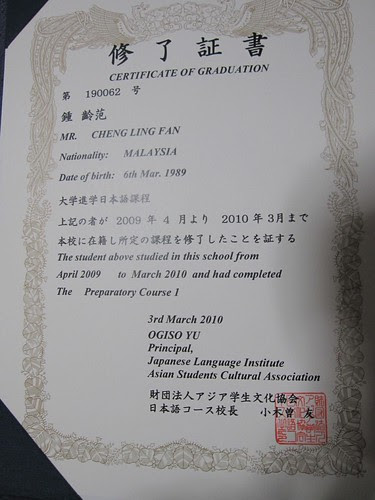 修了証書
CERTIFICATE OF GRADUATION
第 190062 号
鍾 齡范
MR. CHENG LING FAN
Nationality: MALAYSIA
Date of birth: 6th Mar. 1989
大学進学日本語課程
上記の者が 2009 年 4 月より 2010 年 3月まで
本校に在籍し所定の課程を修了したことを証する
The student above studied in this school from
April 2009 to March 2010 and had completed
The Preparatory Course 1
3rd March 2010
OGISO YU
Principal,
Japanese Language Institute
Asian Students Cultural Association
財団法人アジア学生文化協会
日本語コース校長 小木曾 友